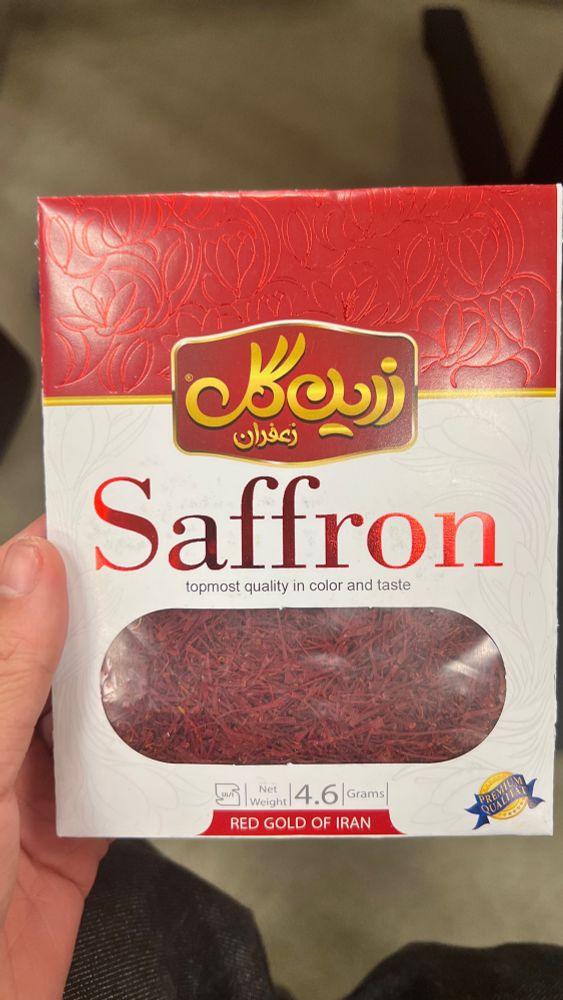 زرین گل
®
زعفران
Saffron
topmost quality in color and taste
Net
Weight
4.6
Grams
RED GOLD OF IRAN
PREMIUM
QUALITAT